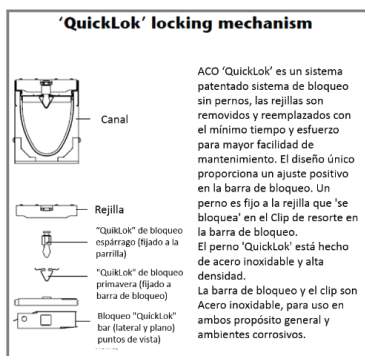 ‘QuickLok’ locking mechanism
Canal
Rejilla
"QuikLok" de bloqueo
espárrago (fijado a la
parrilla)
"QuikLok" de bloqueo
primavera (fijado a
barra de bloqueo)
Bloqueo "QuickLok"
bar (lateral y plano)
puntos de vista)
ACO ‘QuickLok’ es un sistema
patentado sistema de bloqueo
sin pernos, las rejillas son
removidos y reemplazados con
el mínimo tiempo y esfuerzo
para mayor facilidad de
mantenimiento. El diseño único
proporciona un ajuste positivo
en la barra de bloqueo. Un
perno es fijo a la rejilla que 'se
bloquea' en el Clip de resorte en
la barra de bloqueo.
El perno 'QuickLok' está hecho
de acero inoxidable y alta
densidad.
La barra de bloqueo y el clip son
Acero inoxidable, para uso en
ambos propósito general y
ambientes corrosivos.